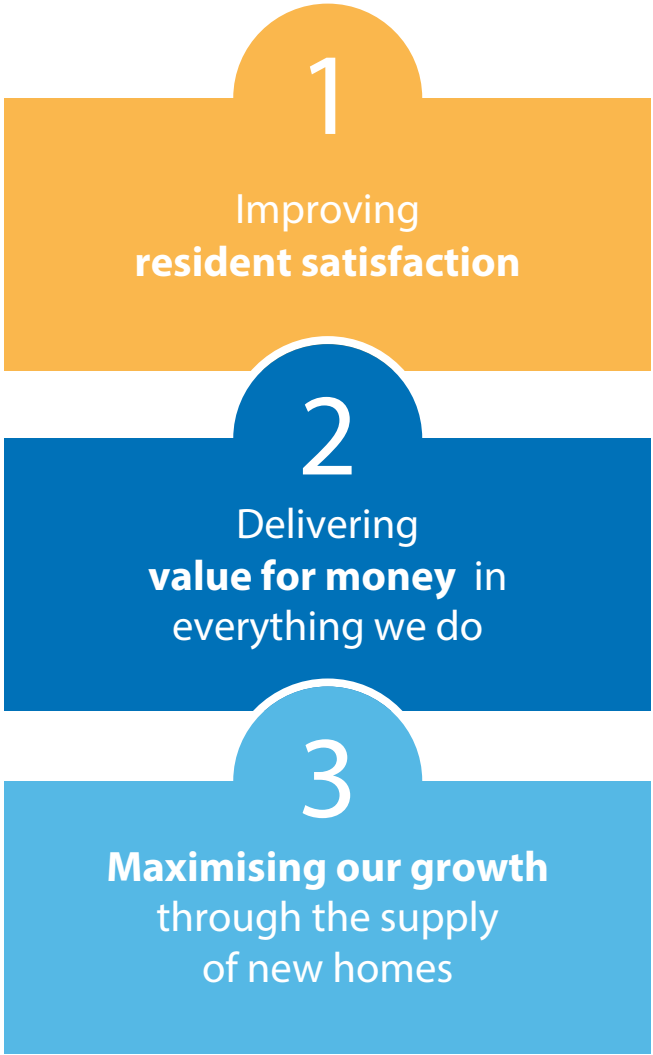 1
Improving
resident satisfaction
2
Delivering
value for money in
everything we do
3
Maximising our growth
through the supply
of new homes